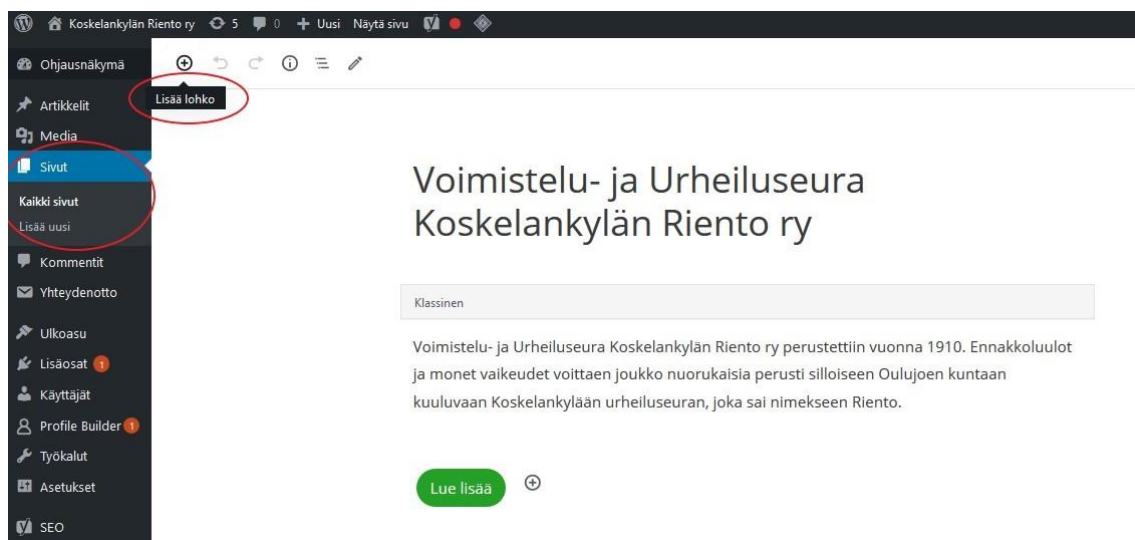 Koskelankylän Riento ry 5 0 + Uusi Näytä sivu
Ohjausnäkymä
Lisää lohko
Artikkelit
Media
Sivut
Kaikki sivut
Lisää uusi
Kommentit
Yhteydenotto
Ulkoasu
Lisäosat 1
Käyttäjät
Profile Builder 1
Työkalut
Asetukset
SEO
Voimistelu- ja Urheiluseura
Koskelankylän Riento ry
Klassinen
Voimistelu- ja Urheiluseura Koskelankylän Riento ry perustettiin vuonna 1910. Ennakkoluulot
ja monet vaikeudet voittaen joukko nuorukaisia perusti silloiseen Oulujoen kuntaan
kuuluvaan Koskelankylään urheiluseuran, joka sai nimekseen Riento.
Lue lisää